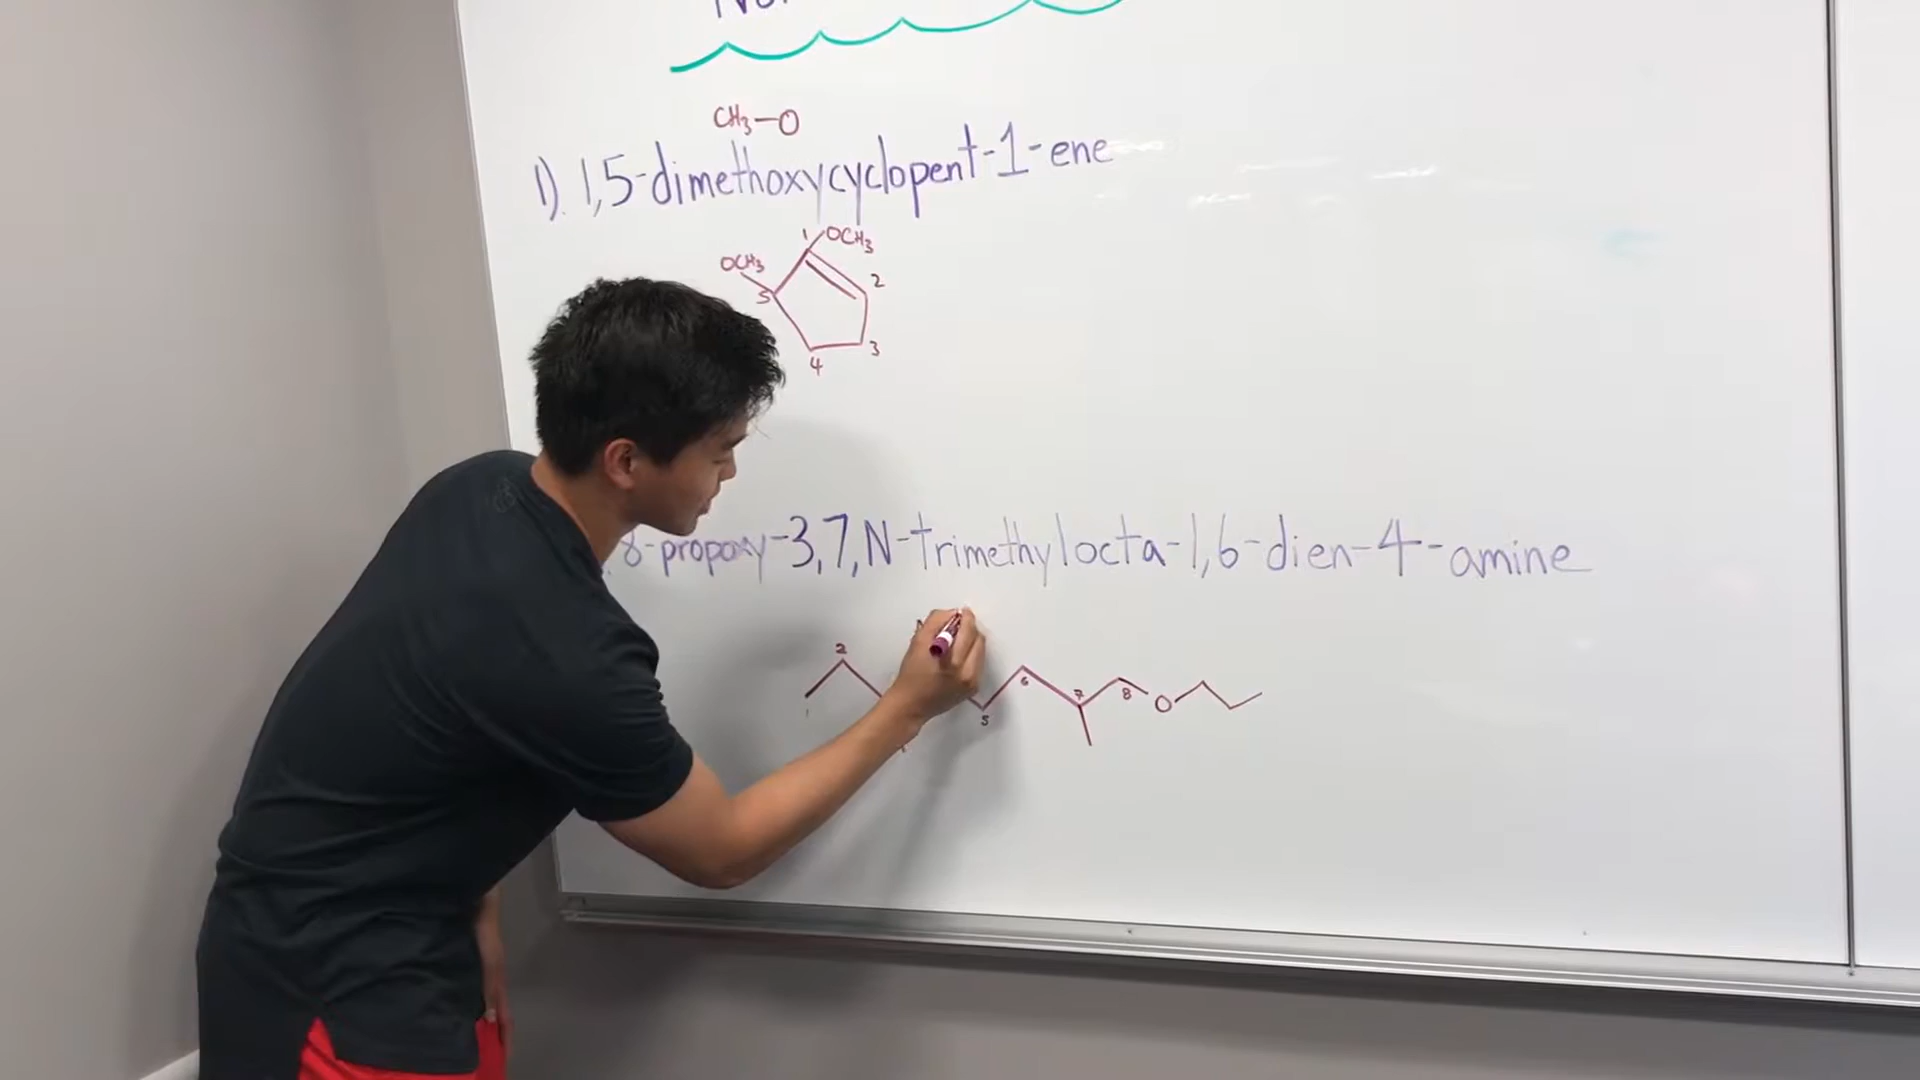 CH3-O
1). 1,5-dimethoxycyclopent-1-ene
1 OCH3
OCH3
5 2
4 3
8-propoxy-3,7,N-trimethylocta-1,6-dien-4-amine
2
6 7 8 O
1 5